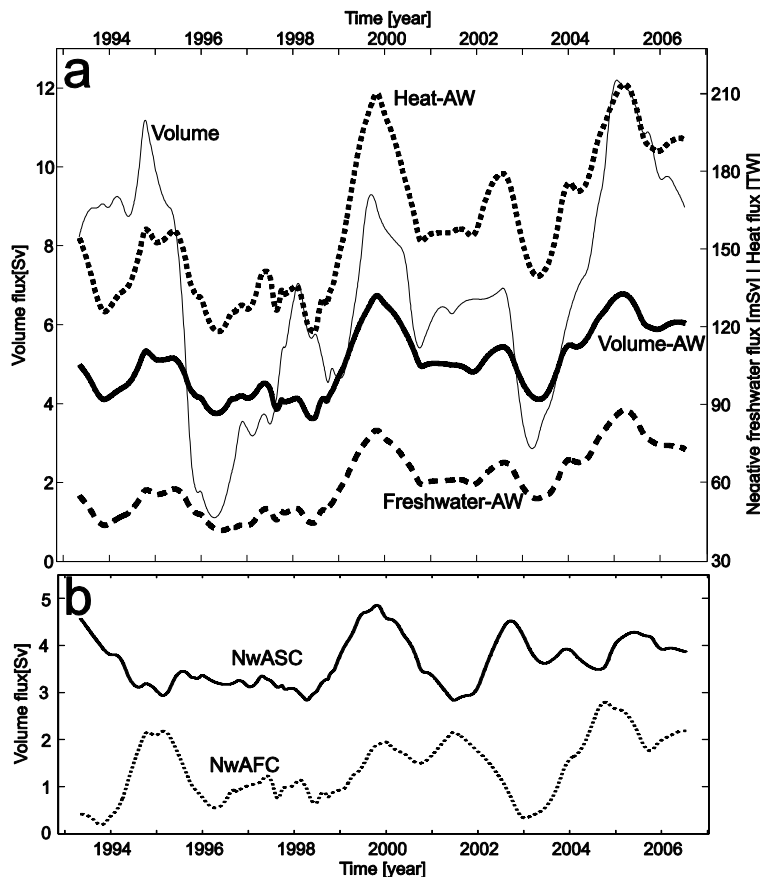 Time [year]
1994 1996 1998 2000 2002 2004 2006
a
12
10
8
6
4
2
0
Volume flux[Sv]
Volume
Heat-AW
Volume-AW
Freshwater-AW
210
180
150
120
90
60
30
Negative freshwater flux [mSv] | Heat flux [TW]
b
5
4
3
2
1
0
Volume flux[Sv]
NwASC
NwAFC
1994 1996 1998 2000 2002 2004 2006
Time [year]